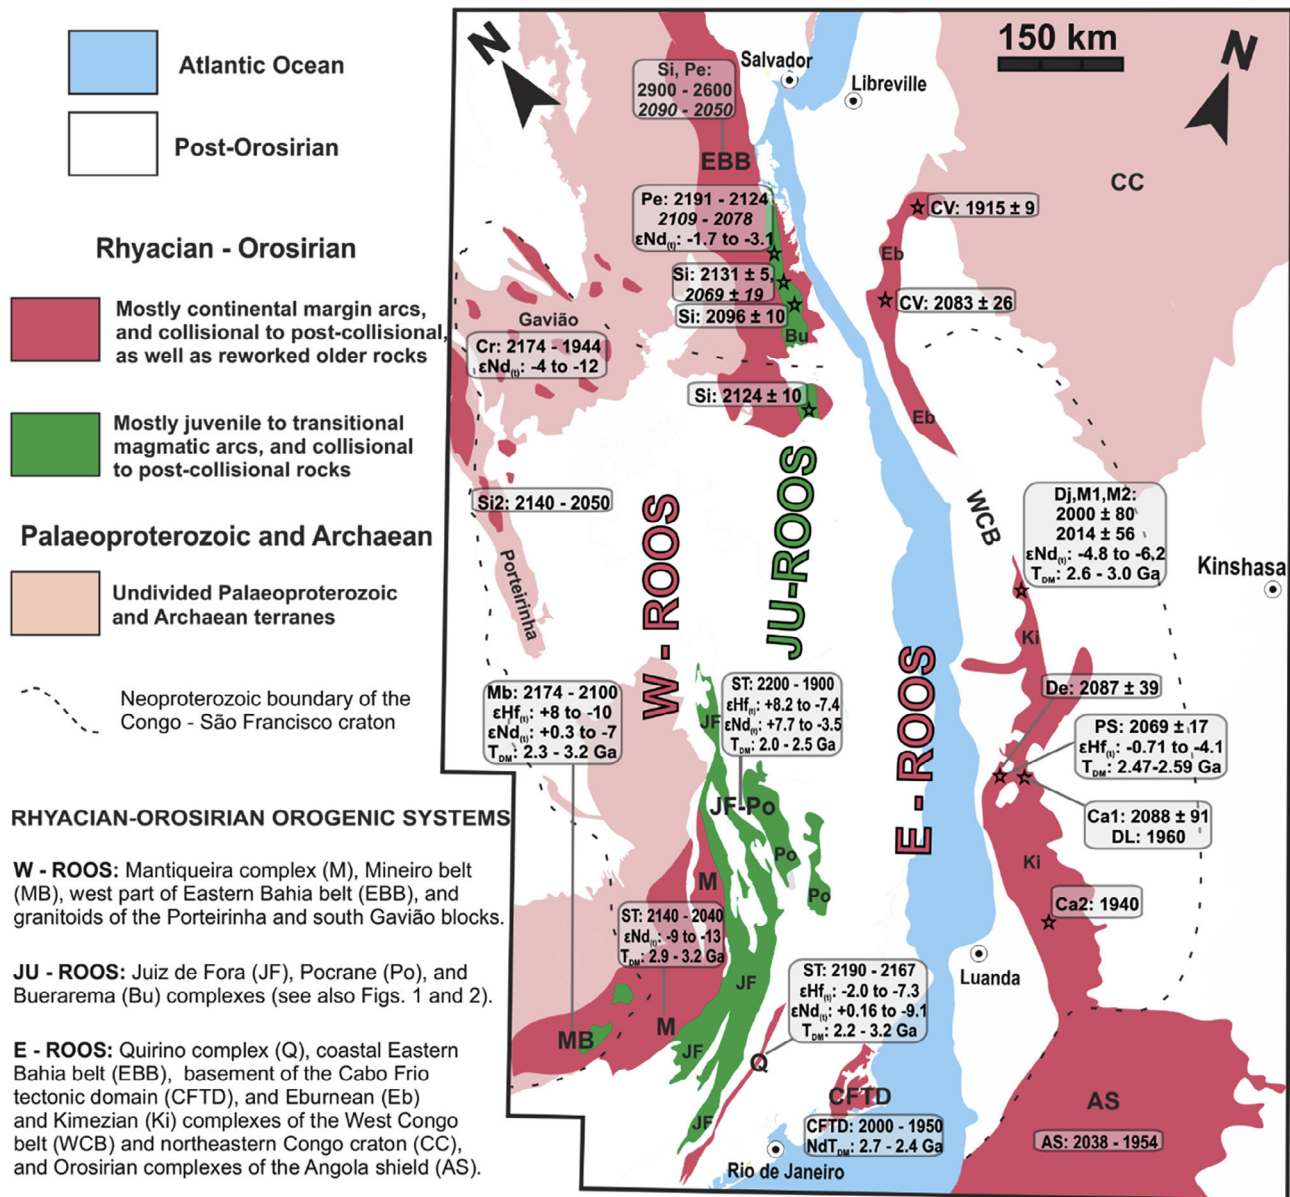 Atlantic Ocean
Post-Orosirian
Rhyacian - Orosirian
Mostly continental margin arcs,
and collisional to post-collisional,
as well as reworked older rocks
Mostly juvenile to transitional
magmatic arcs, and collisional
to post-collisional rocks
Palaeoproterozoic and Archaean
Undivided Palaeoproterozoic
and Archaean terranes
Neoproterozoic boundary of the
Congo - São Francisco craton
RHYACIAN-OROSIRIAN OROGENIC SYSTEMS
W - ROOS: Mantiqueira complex (M), Mineiro belt
(MB), west part of Eastern Bahia belt (EBB), and
granitoids of the Porteirinha and south Gavião blocks.
JU - ROOS: Juiz de Fora (JF), Pocrane (Po), and
Buerarema (Bu) complexes (see also Figs. 1 and 2).
E - ROOS: Quirino complex (Q), coastal Eastern
Bahia belt (EBB), basement of the Cabo Frio
tectonic domain (CFTD), and Eburnean (Eb)
and Kimezian (Ki) complexes of the West Congo
belt (WCB) and northeastern Congo craton (CC),
and Orosirian complexes of the Angola shield (AS).
N
Si, Pe:
2900 - 2600
2090 - 2050
Salvador
Libreville
150 km
N
EBB
CC
Pe: 2191 - 2124
2109 - 2078
εNd(t): -1.7 to -3.1
CV: 1915 ± 9
Eb
Si: 2131 ± 5,
2069 ± 19
CV: 2083 ± 26
Si: 2096 ± 10
Bu
Gavião
Cr: 2174 - 1944
εNd(t): -4 to -12
Si: 2124 ± 10
Eb
Si2: 2140 - 2050
Porteirinha
W - ROOS
JU-ROOS
E - ROOS
WCB
Dj,M1,M2:
2000 ± 80
2014 ± 56
εNd(t): -4.8 to -6.2
TDM: 2.6 - 3.0 Ga
Kinshasa
Ki
Mb: 2174 - 2100
εHf(t): +8 to -10
εNd(t): +0.3 to -7
TDM: 2.3 - 3.2 Ga
JF
ST: 2200 - 1900
εHf(t): +8.2 to -7.4
εNd(t): +7.7 to -3.5
TDM: 2.0 - 2.5 Ga
De: 2087 ± 39
PS: 2069 ± 17
εHf(t): -0.71 to -4.1
TDM: 2.47-2.59 Ga
JF-Po
Ca1: 2088 ± 91
DL: 1960
Po
Po
Ki
M
Ca2: 1940
ST: 2140 - 2040
εNd(t): -9 to -13
TDM: 2.9 - 3.2 Ga
Luanda
ST: 2190 - 2167
εHf(t): -2.0 to -7.3
εNd(t): +0.16 to -9.1
TDM: 2.2 - 3.2 Ga
JF
M
MB
JF
Q
CFTD
AS
JF
CFTD: 2000 - 1950
NdTDM: 2.7 - 2.4 Ga
AS: 2038 - 1954
Rio de Janeiro